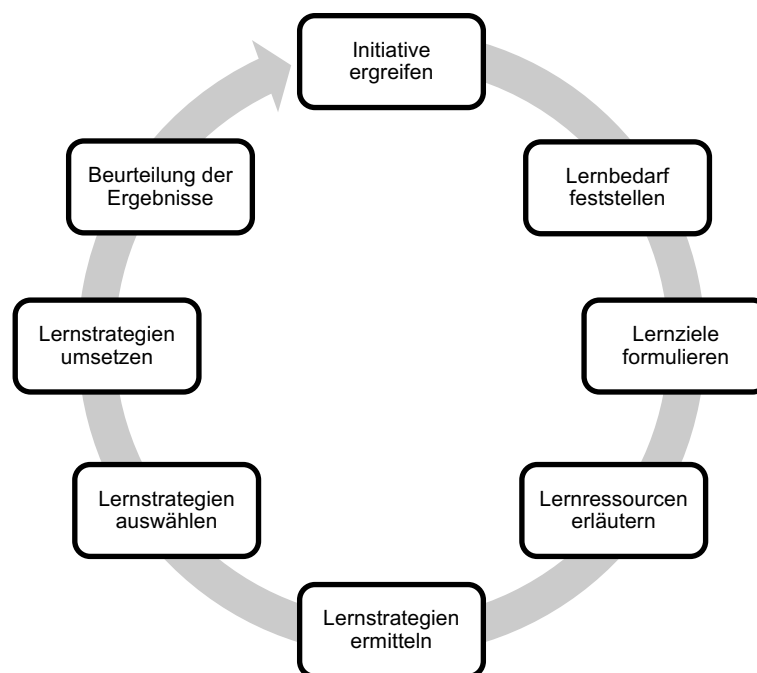 Initiative
ergreifen
Lernbedarf
feststellen
Lernziele
formulieren
Lernressourcen
erläutern
Lernstrategien
ermitteln
Lernstrategien
auswählen
Lernstrategien
umsetzen
Beurteilung der
Ergebnisse